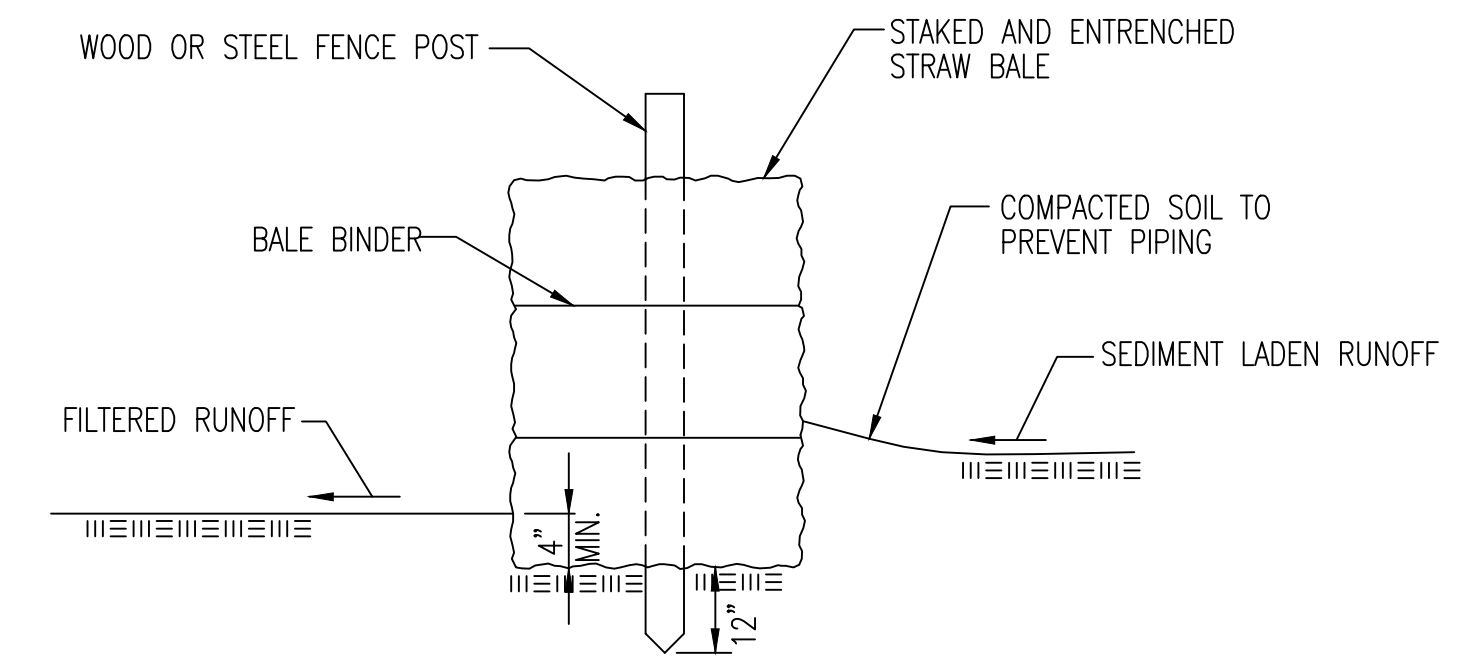 WOOD OR STEEL FENCE POST
STAKED AND ENTRENCHED
STRAW BALE
BALE BINDER
COMPACTED SOIL TO
PREVENT PIPING
SEDIMENT LADEN RUNOFF
FILTERED RUNOFF
4"
MIN.
12"